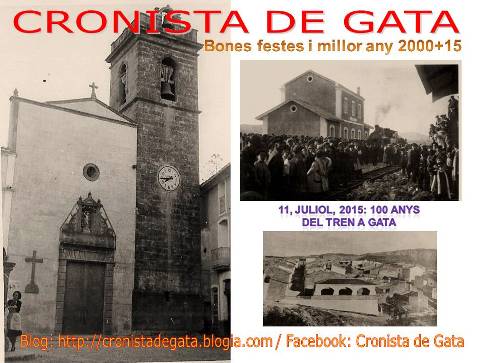 CRONISTA DE GATA
Bones festes i millor any 2000+15
11, JULIOL, 2015: 100 ANYS
DEL TREN A GATA
Blog: http://cronistadegata.blogia.com / Facebook: Cronista de Gata